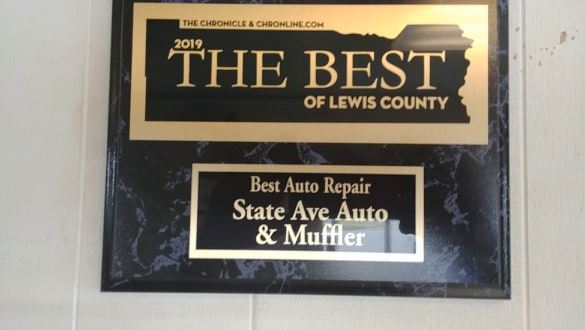 THE CHRONICLE & CHRONLINE.COM
2019
THE BEST
OF LEWIS COUNTY
Best Auto Repair
State Ave Auto
& Muffler